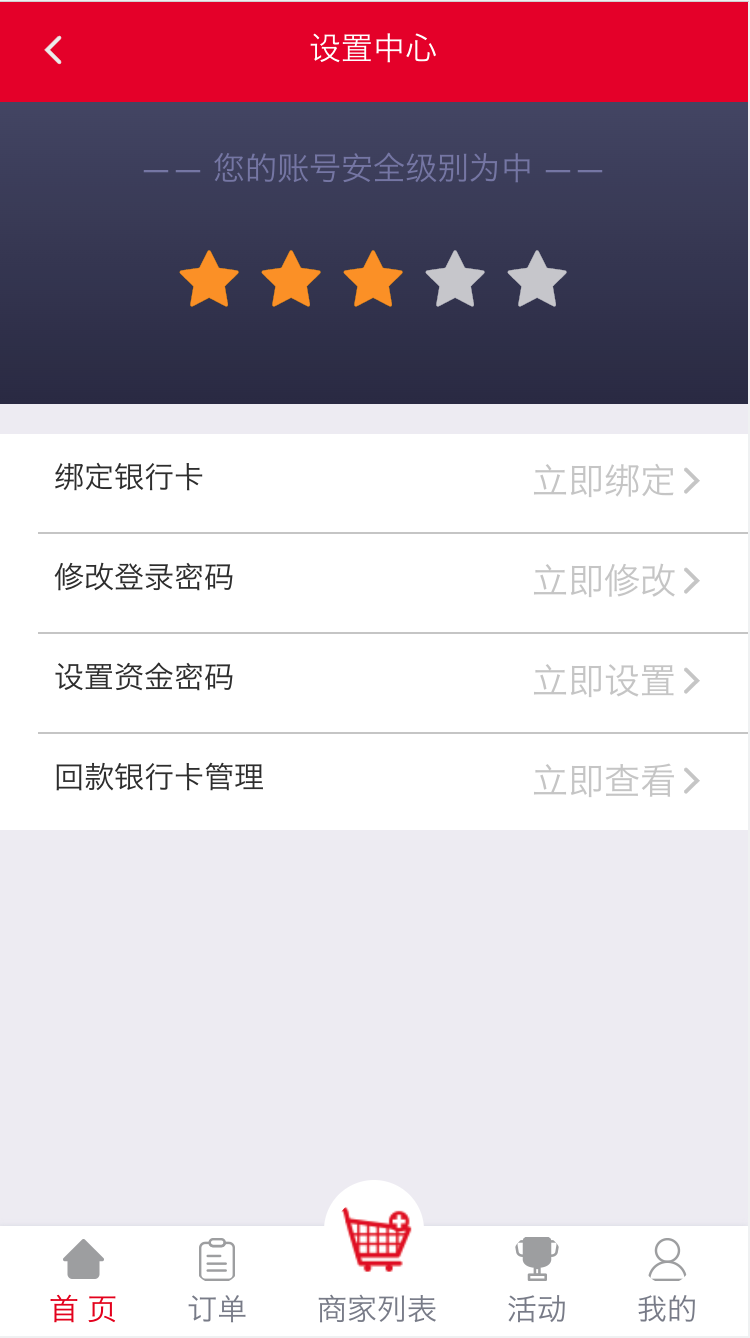 设置中心
—— 您的账号安全级别为中 ——
绑定银行卡 立即绑定
修改登录密码 立即修改
设置资金密码 立即设置
回款银行卡管理 立即查看
首 页 订单 商家列表 活动 我的